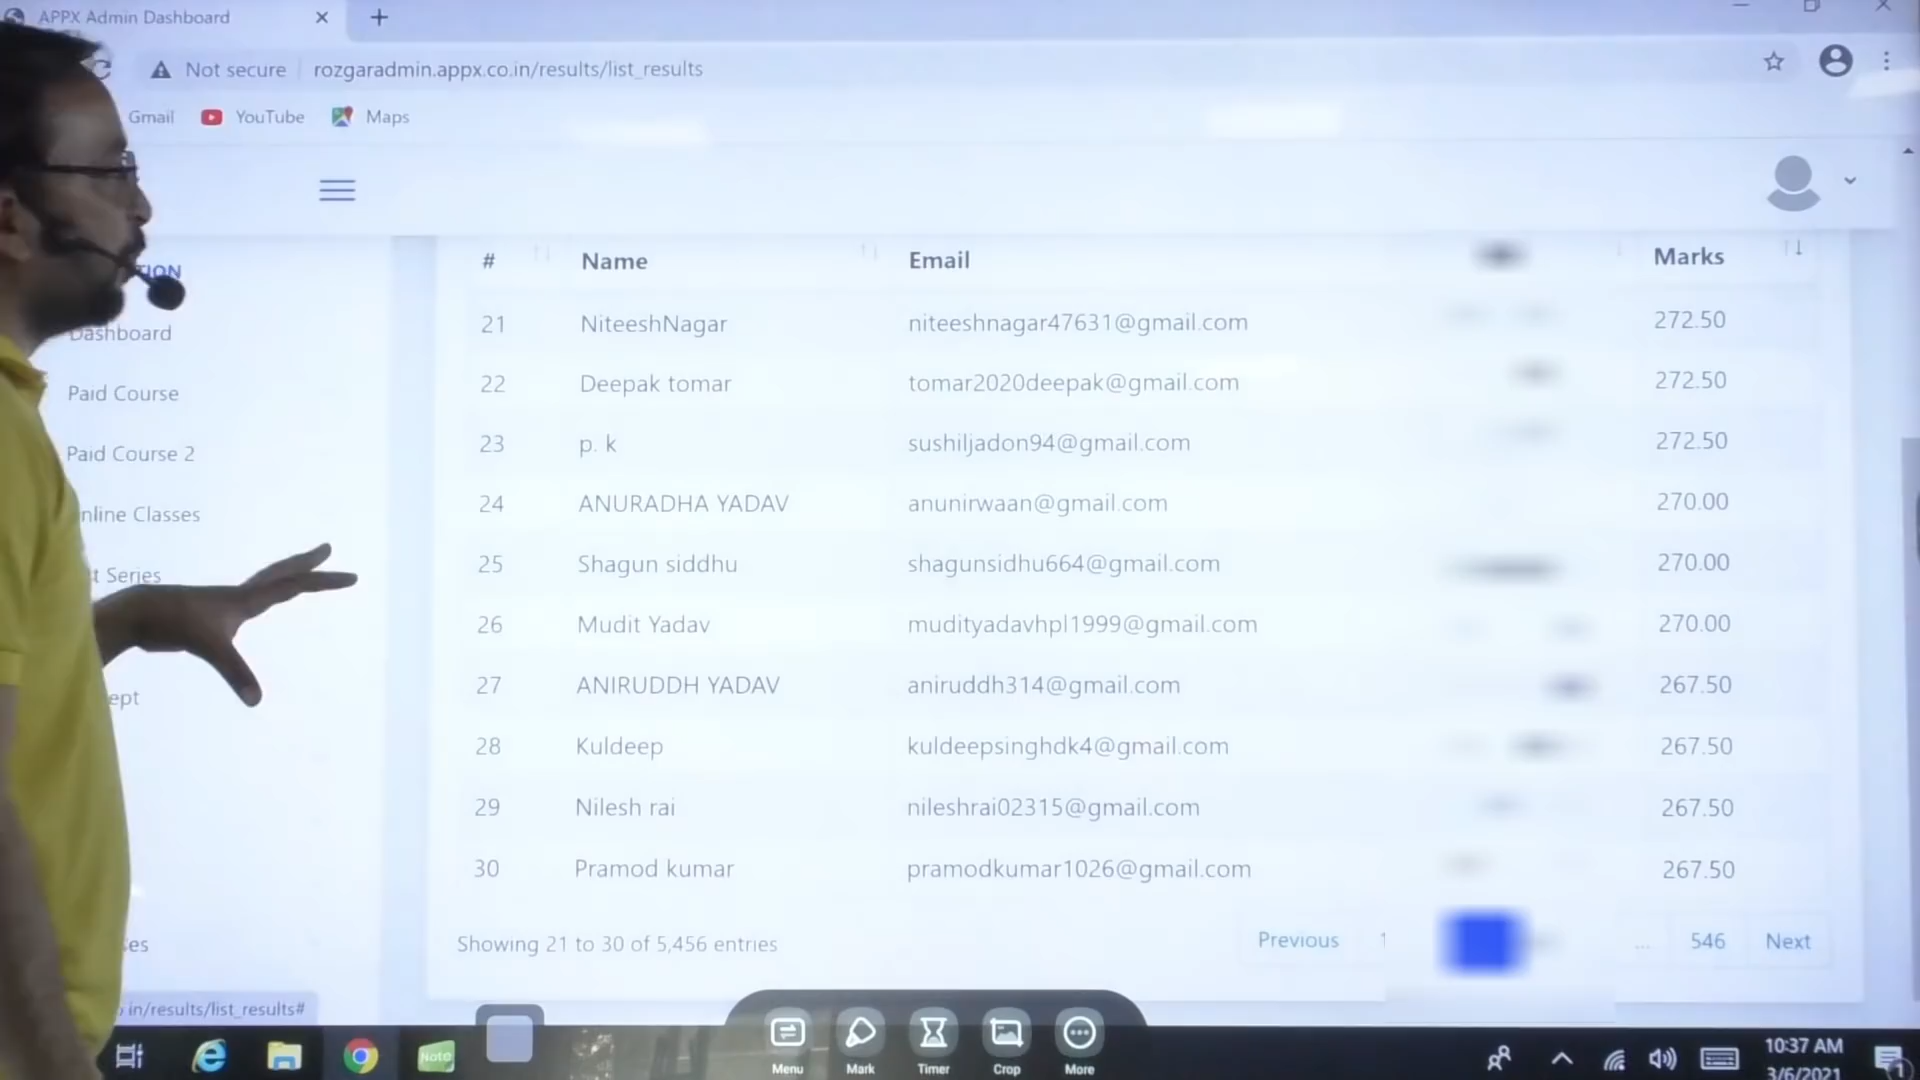 APPX Admin Dashboard
Not secure rozgaradmin.appx.co.in/results/list_results
Gmail YouTube Maps
TION
Dashboard
Paid Course
Paid Course 2
nline Classes
t Series
ept
es
# Name Email Marks
21 NiteeshNagar niteeshnagar47631@gmail.com 272.50
22 Deepak tomar tomar2020deepak@gmail.com 272.50
23 p. k sushiljadon94@gmail.com 272.50
24 ANURADHA YADAV anunirwaan@gmail.com 270.00
25 Shagun siddhu shagunsidhu664@gmail.com 270.00
26 Mudit Yadav mudityadavhpl1999@gmail.com 270.00
27 ANIRUDDH YADAV aniruddh314@gmail.com 267.50
28 Kuldeep kuldeepsinghdk4@gmail.com 267.50
29 Nilesh rai nileshrai02315@gmail.com 267.50
30 Pramod kumar pramodkumar1026@gmail.com 267.50
Showing 21 to 30 of 5,456 entries Previous 1 ... 546 Next
in/results/list_results#
Note Menu Mark Timer Crop More
10:37 AM
3/6/2021
1